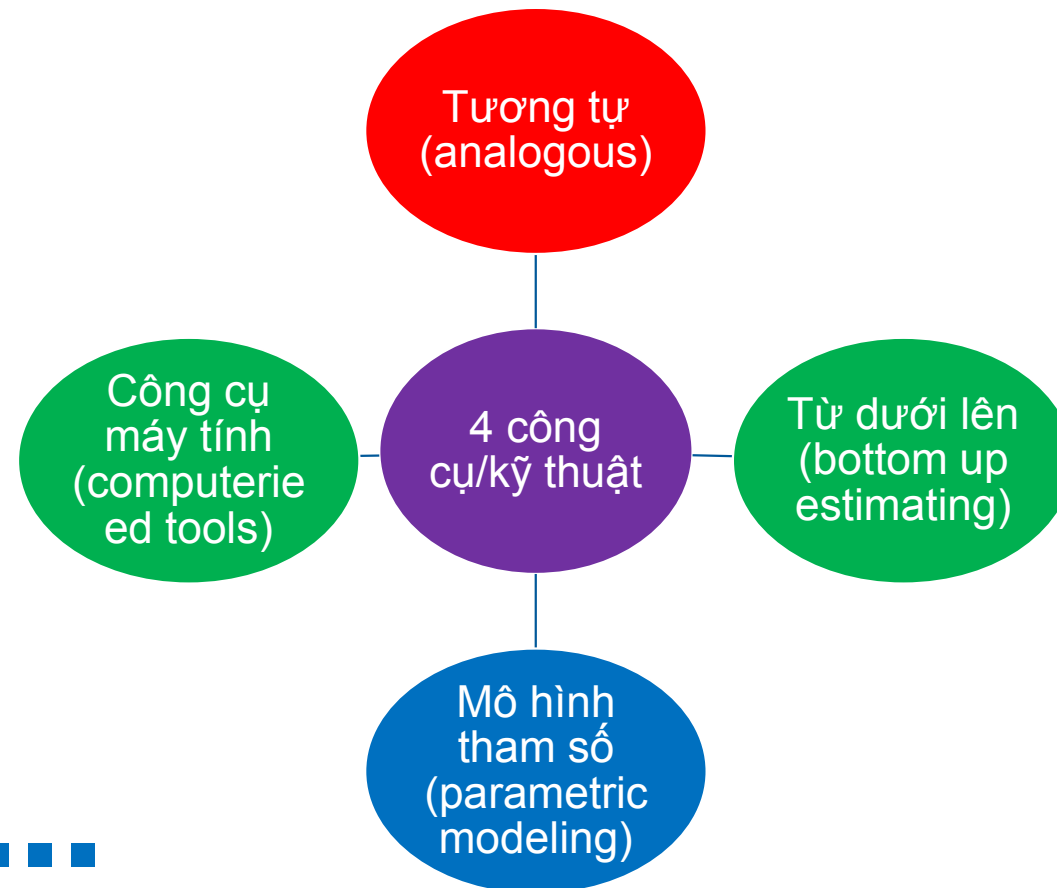 Tương tự
(analogous)
Công cụ
máy tính
(computerie
ed tools)
4 công
cụ/kỹ thuật
Từ dưới lên
(bottom up
estimating)
Mô hình
tham số
(parametric
modeling)